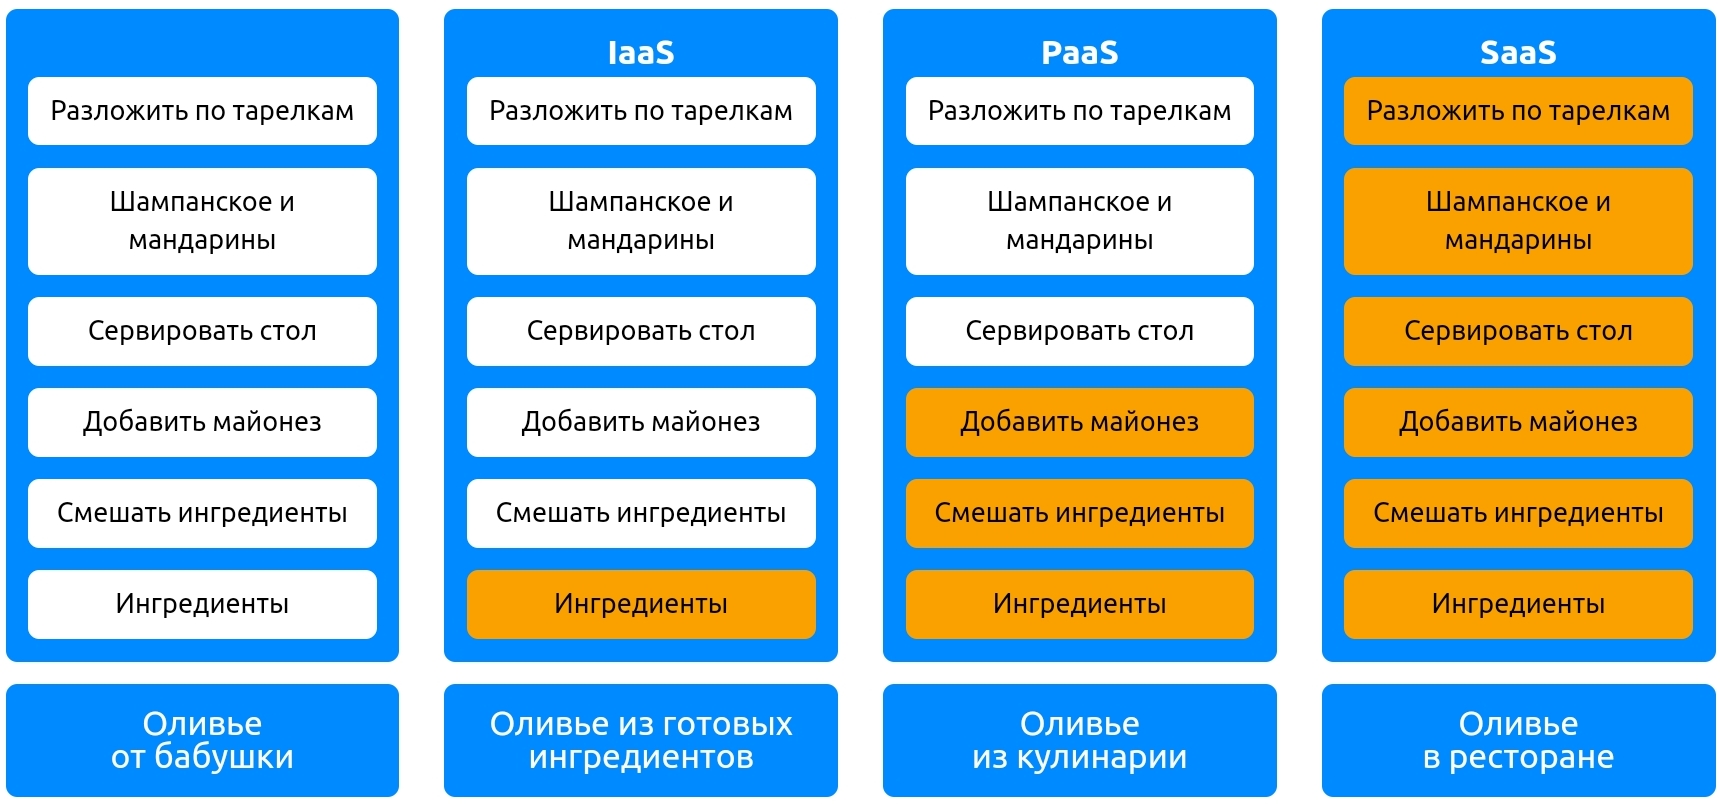 Разложить по тарелкам
Шампанское и
мандарины
Сервировать стол
Добавить майонез
Смешать ингредиенты
Ингредиенты
Оливье
от бабушки
IaaS
Разложить по тарелкам
Шампанское и
мандарины
Сервировать стол
Добавить майонез
Смешать ингредиенты
Ингредиенты
Оливье из готовых
ингредиентов
PaaS
Разложить по тарелкам
Шампанское и
мандарины
Сервировать стол
Добавить майонез
Смешать ингредиенты
Ингредиенты
Оливье
из кулинарии
SaaS
Разложить по тарелкам
Шампанское и
мандарины
Сервировать стол
Добавить майонез
Смешать ингредиенты
Ингредиенты
Оливье
в ресторане